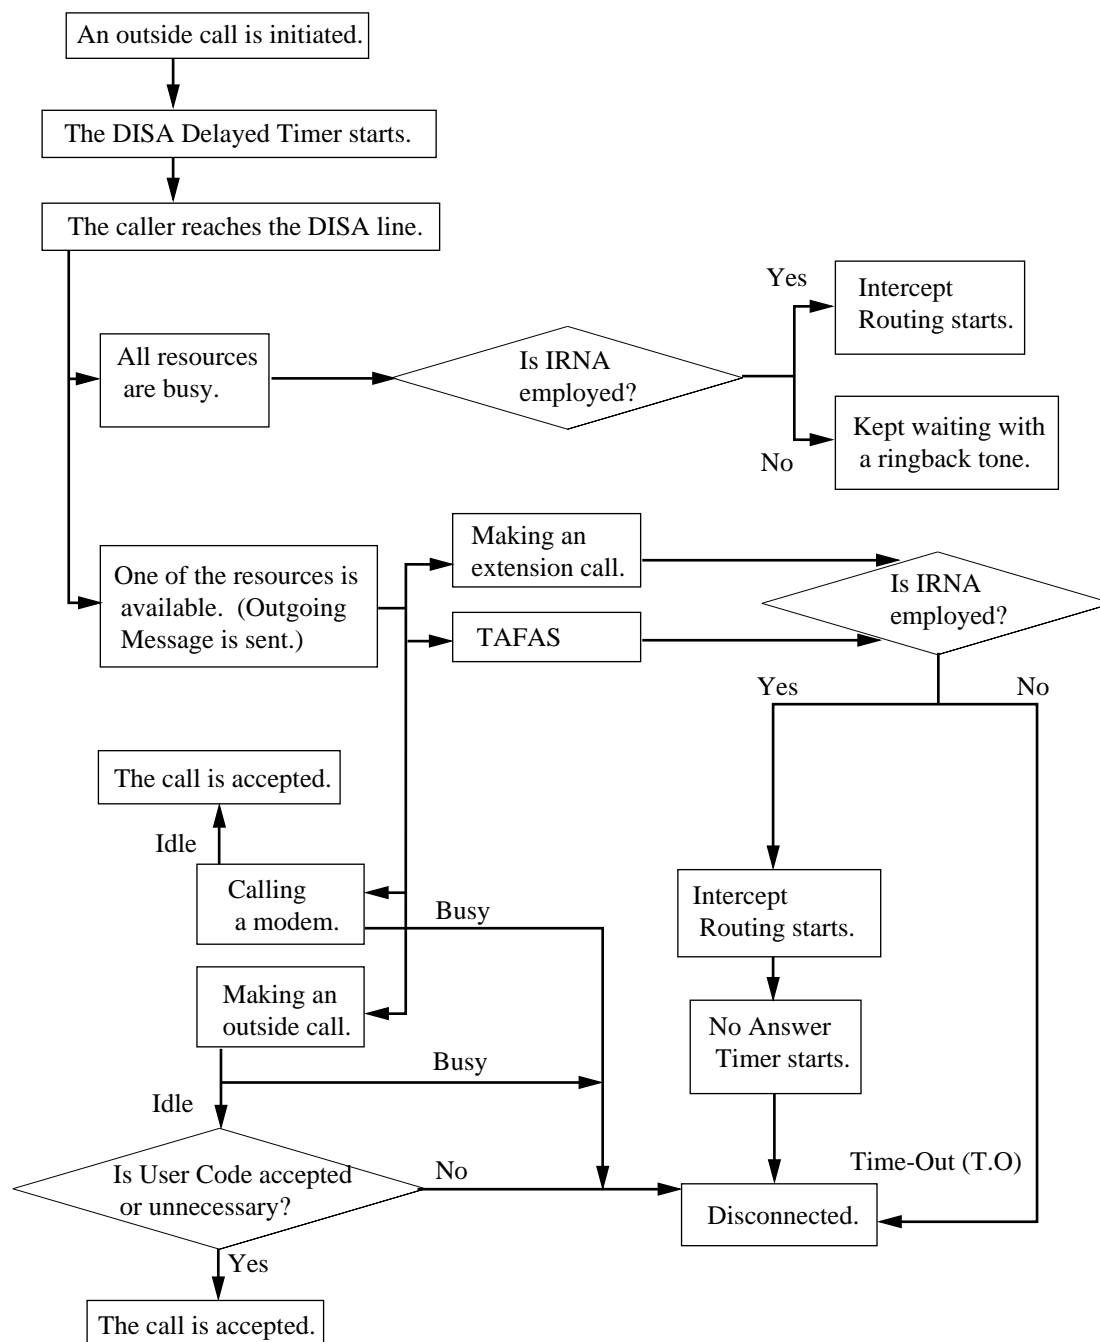 An outside call is initiated.
The DISA Delayed Timer starts.
The caller reaches the DISA line.
Yes
Intercept
Routing starts.
All resources
are busy.
Is IRNA
employed?
No
Kept waiting with
a ringback tone.
Making an
extension call.
One of the resources is
available. (Outgoing
Message is sent.)
TAFAS
Is IRNA
employed?
Yes
No
The call is accepted.
Idle
Calling
a modem.
Busy
Intercept
Routing starts.
Making an
outside call.
No Answer
Timer starts.
Busy
Idle
Is User Code accepted
or unnecessary?
No
Time-Out (T.O)
Disconnected.
Yes
The call is accepted.